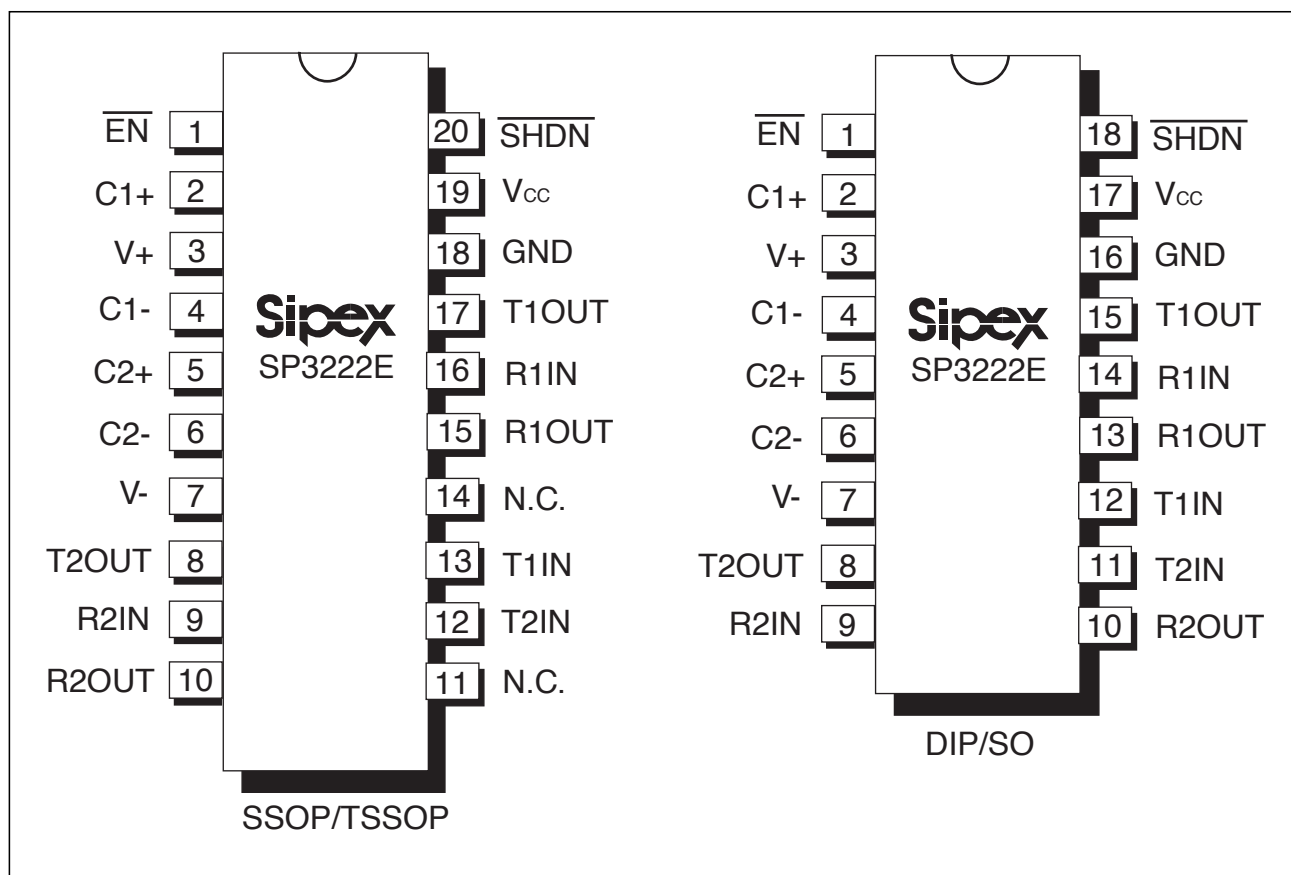 EN 1
C1+ 2
V+ 3
C1- 4
C2+ 5
C2- 6
V- 7
T2OUT 8
R2IN 9
R2OUT 10
Sipex
SP3222E
20 SHDN
19 Vcc
18 GND
17 T1OUT
16 R1IN
15 R1OUT
14 N.C.
13 T1IN
12 T2IN
11 N.C.
SSOP/TSSOP
EN 1
C1+ 2
V+ 3
C1- 4
C2+ 5
C2- 6
V- 7
T2OUT 8
R2IN 9
Sipex
SP3222E
18 SHDN
17 Vcc
16 GND
15 T1OUT
14 R1IN
13 R1OUT
12 T1IN
11 T2IN
10 R2OUT
DIP/SO